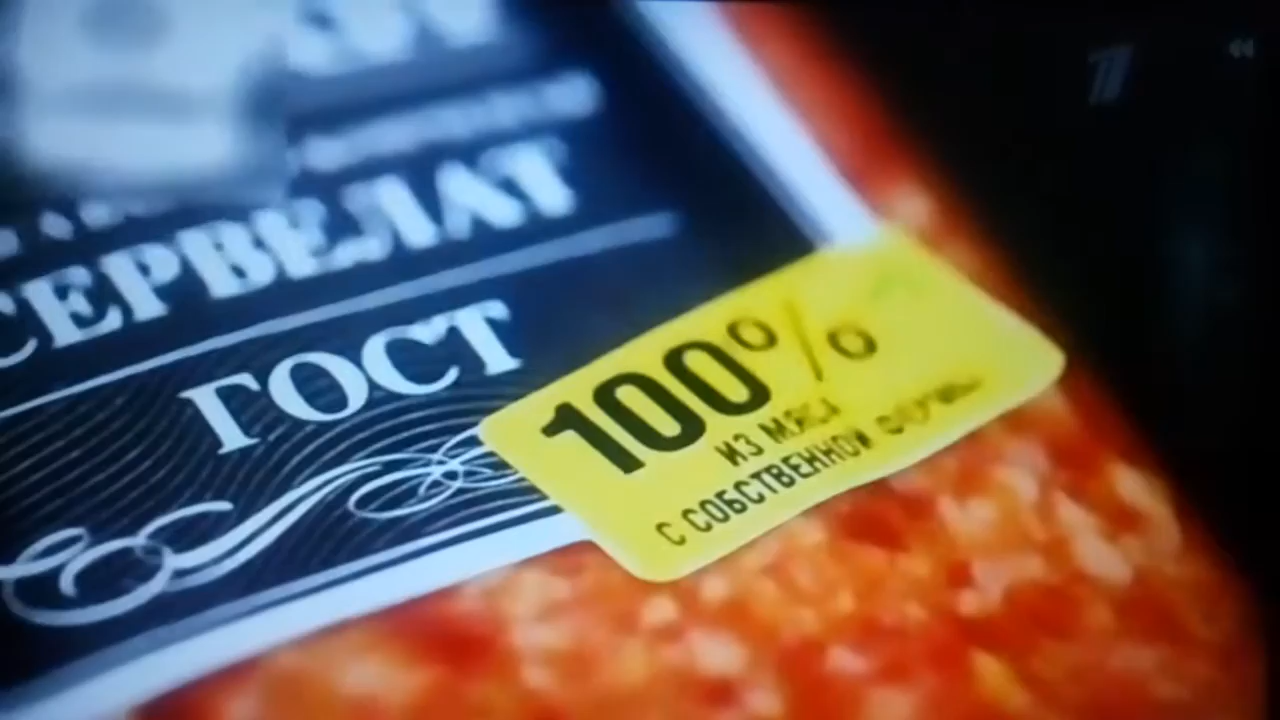 СЕРВЕЛАТ
ГОСТ
100%
ИЗ МЯСА
С СОБСТВЕННОЙ ФЕРМЫ